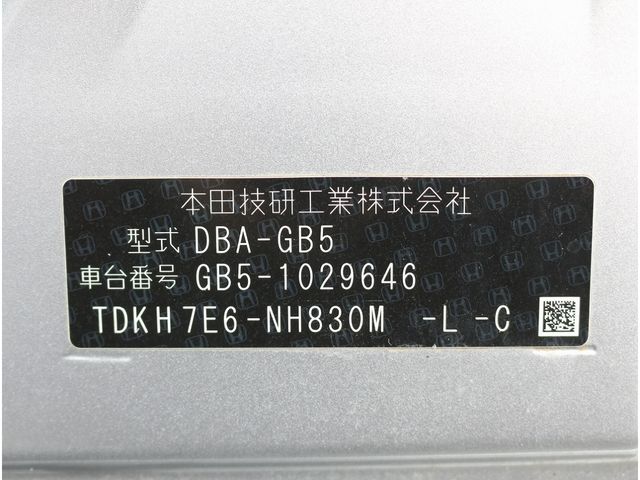 本田技研工業株式会社
型式 DBA-GB5
車台番号 GB5-1029646
TDKH7E6-NH830M -L -C